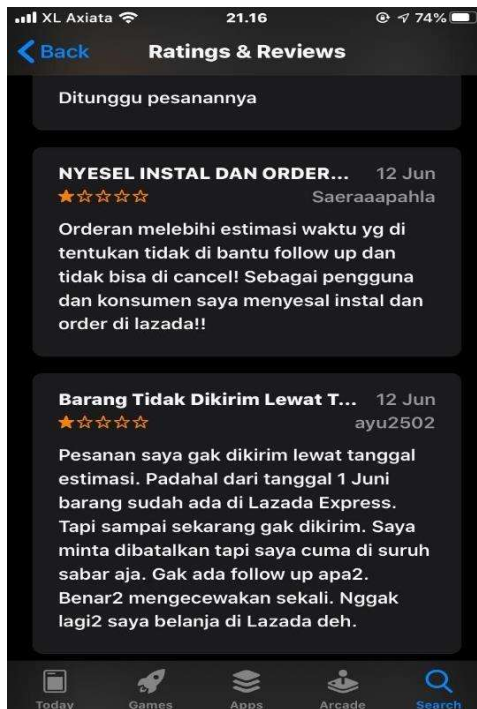 XL Axiata 21.16 74%
Back Ratings & Reviews
Ditunggu pesanannya
NYESEL INSTAL DAN ORDER... 12 Jun
Saeraaapahla
Orderan melebihi estimasi waktu yg di
tentukan tidak di bantu follow up dan
tidak bisa di cancel! Sebagai pengguna
dan konsumen saya menyesal instal dan
order di lazada!!
Barang Tidak Dikirim Lewat T... 12 Jun
ayu2502
Pesanan saya gak dikirim lewat tanggal
estimasi. Padahal dari tanggal 1 Juni
barang sudah ada di Lazada Express.
Tapi sampai sekarang gak dikirim. Saya
minta dibatalkan tapi saya cuma di suruh
sabar aja. Gak ada follow up apa2.
Benar2 mengecewakan sekali. Nggak
lagi2 saya belanja di Lazada deh.
Today Games Apps Arcade Search